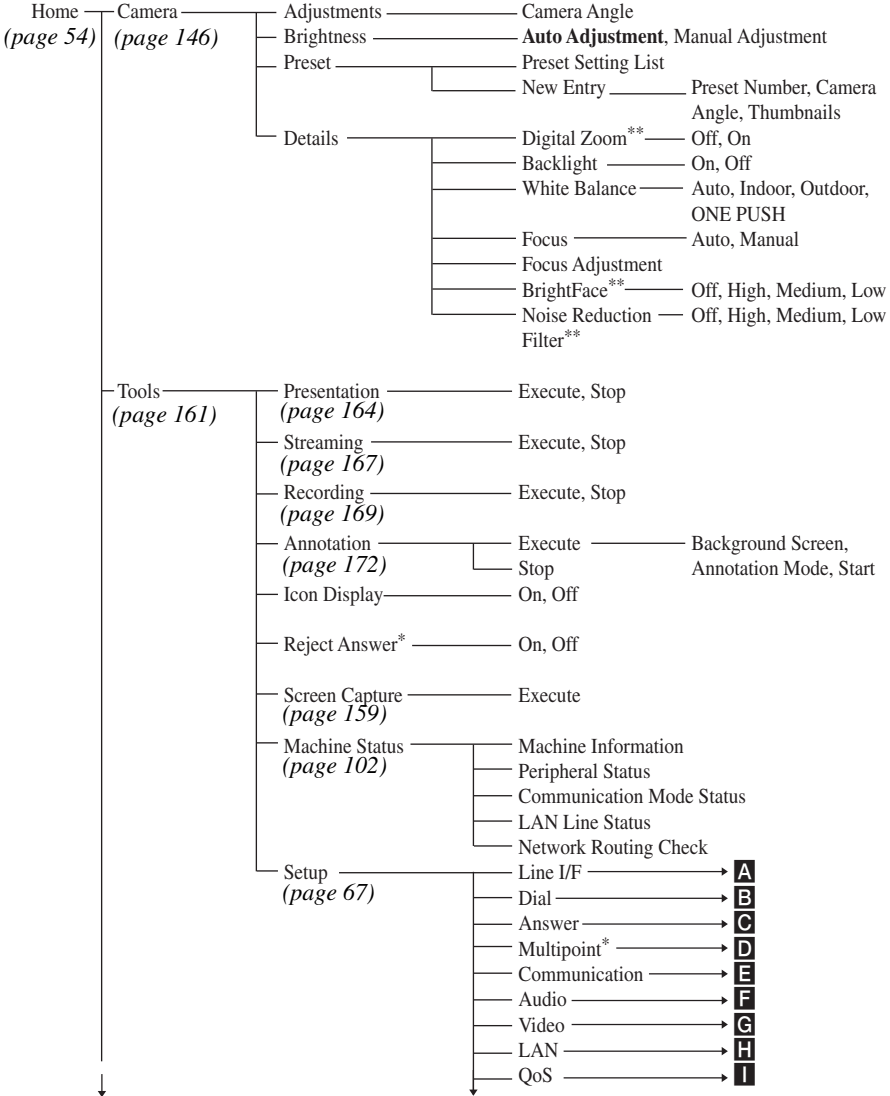 Home Camera Adjustments Camera Angle
(page 54) (page 146) Brightness Auto Adjustment, Manual Adjustment
Preset Preset Setting List
New Entry Preset Number, Camera
Angle, Thumbnails
Details Digital Zoom** Off, On
Backlight On, Off
White Balance Auto, Indoor, Outdoor,
ONE PUSH
Focus Auto, Manual
Focus Adjustment
BrightFace** Off, High, Medium, Low
Noise Reduction Off, High, Medium, Low
Filter**
Tools Presentation Execute, Stop
(page 161) (page 164)
Streaming Execute, Stop
(page 167)
Recording Execute, Stop
(page 169)
Annotation Execute Background Screen,
(page 172) Stop Annotation Mode, Start
Icon Display On, Off
Reject Answer* On, Off
Screen Capture Execute
(page 159)
Machine Status Machine Information
(page 102) Peripheral Status
Communication Mode Status
LAN Line Status
Network Routing Check
Setup Line I/F A
(page 67) Dial B
Answer C
Multipoint* D
Communication E
Audio F
Video G
LAN H
QoS I